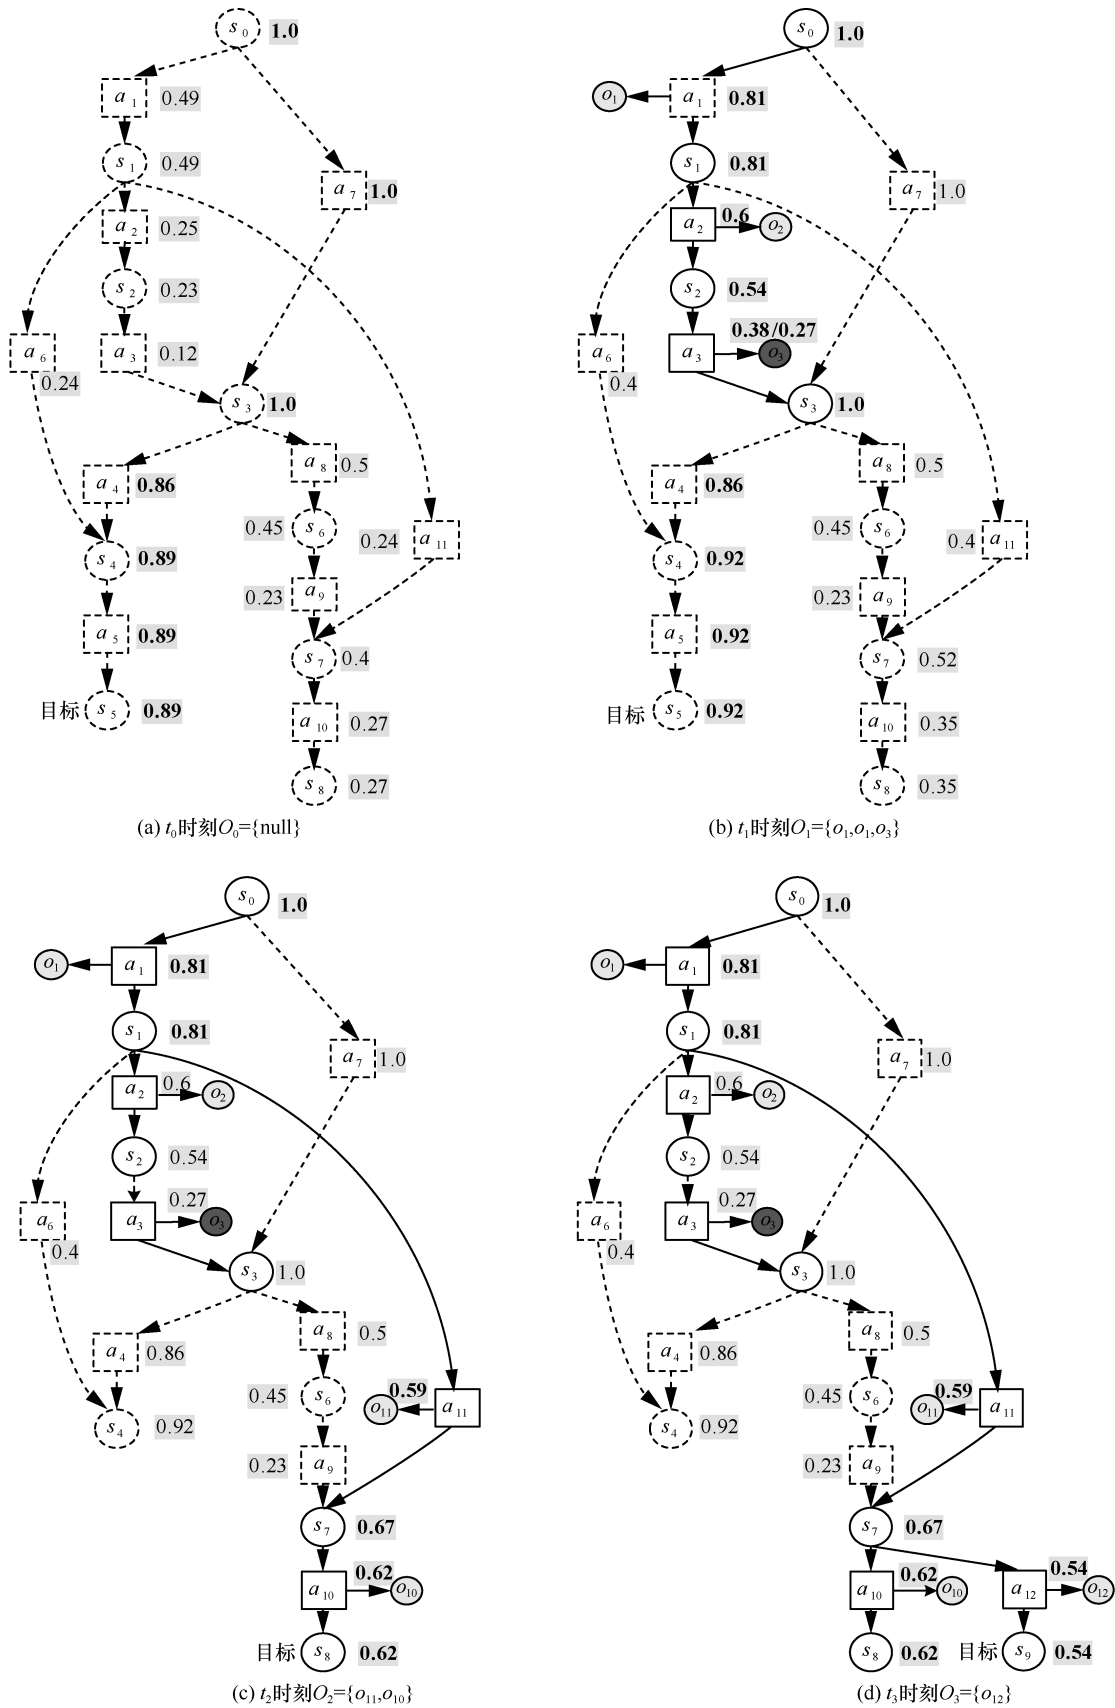 s0 1.0
a1 0.49
s1 0.49
a7 1.0
a2 0.25
s2 0.23
a6 0.24
a3 0.12
s3 1.0
a4 0.86
a8 0.5
s4 0.89
0.45 s6
0.24 a11
0.23 a9
a5 0.89
s7 0.4
目标 s5 0.89
a10 0.27
s8 0.27
(a) t0时刻O0={null}
s0 1.0
o1 a1 0.81
s1 0.81
a7 1.0
a2 0.6 o2
s2 0.54
a6 0.4
a3 0.38/0.27 o3
s3 1.0
a4 0.86
a8 0.5
s4 0.92
0.45 s6
0.4 a11
0.23 a9
a5 0.92
s7 0.52
目标 s5 0.92
a10 0.35
s8 0.35
(b) t1时刻O1={o1,o1,o3}
s0 1.0
o1 a1 0.81
s1 0.81
a7 1.0
a2 0.6 o2
s2 0.54
a6 0.4
a3 0.27 o3
s3 1.0
a4 0.86
a8 0.5
s4 0.92
0.45 s6
o11 0.59 a11
0.23 a9
s7 0.67
a10 0.62 o10
目标 s8 0.62
(c) t2时刻O2={o11,o10}
s0 1.0
o1 a1 0.81
s1 0.81
a7 1.0
a2 0.6 o2
s2 0.54
a6 0.4
a3 0.27 o3
s3 1.0
a4 0.86
a8 0.5
s4 0.92
0.45 s6
o11 0.59 a11
0.23 a9
s7 0.67
a10 0.62 o10
a12 0.54 o12
s8 0.62
目标 s9 0.54
(d) t3时刻O3={o12}